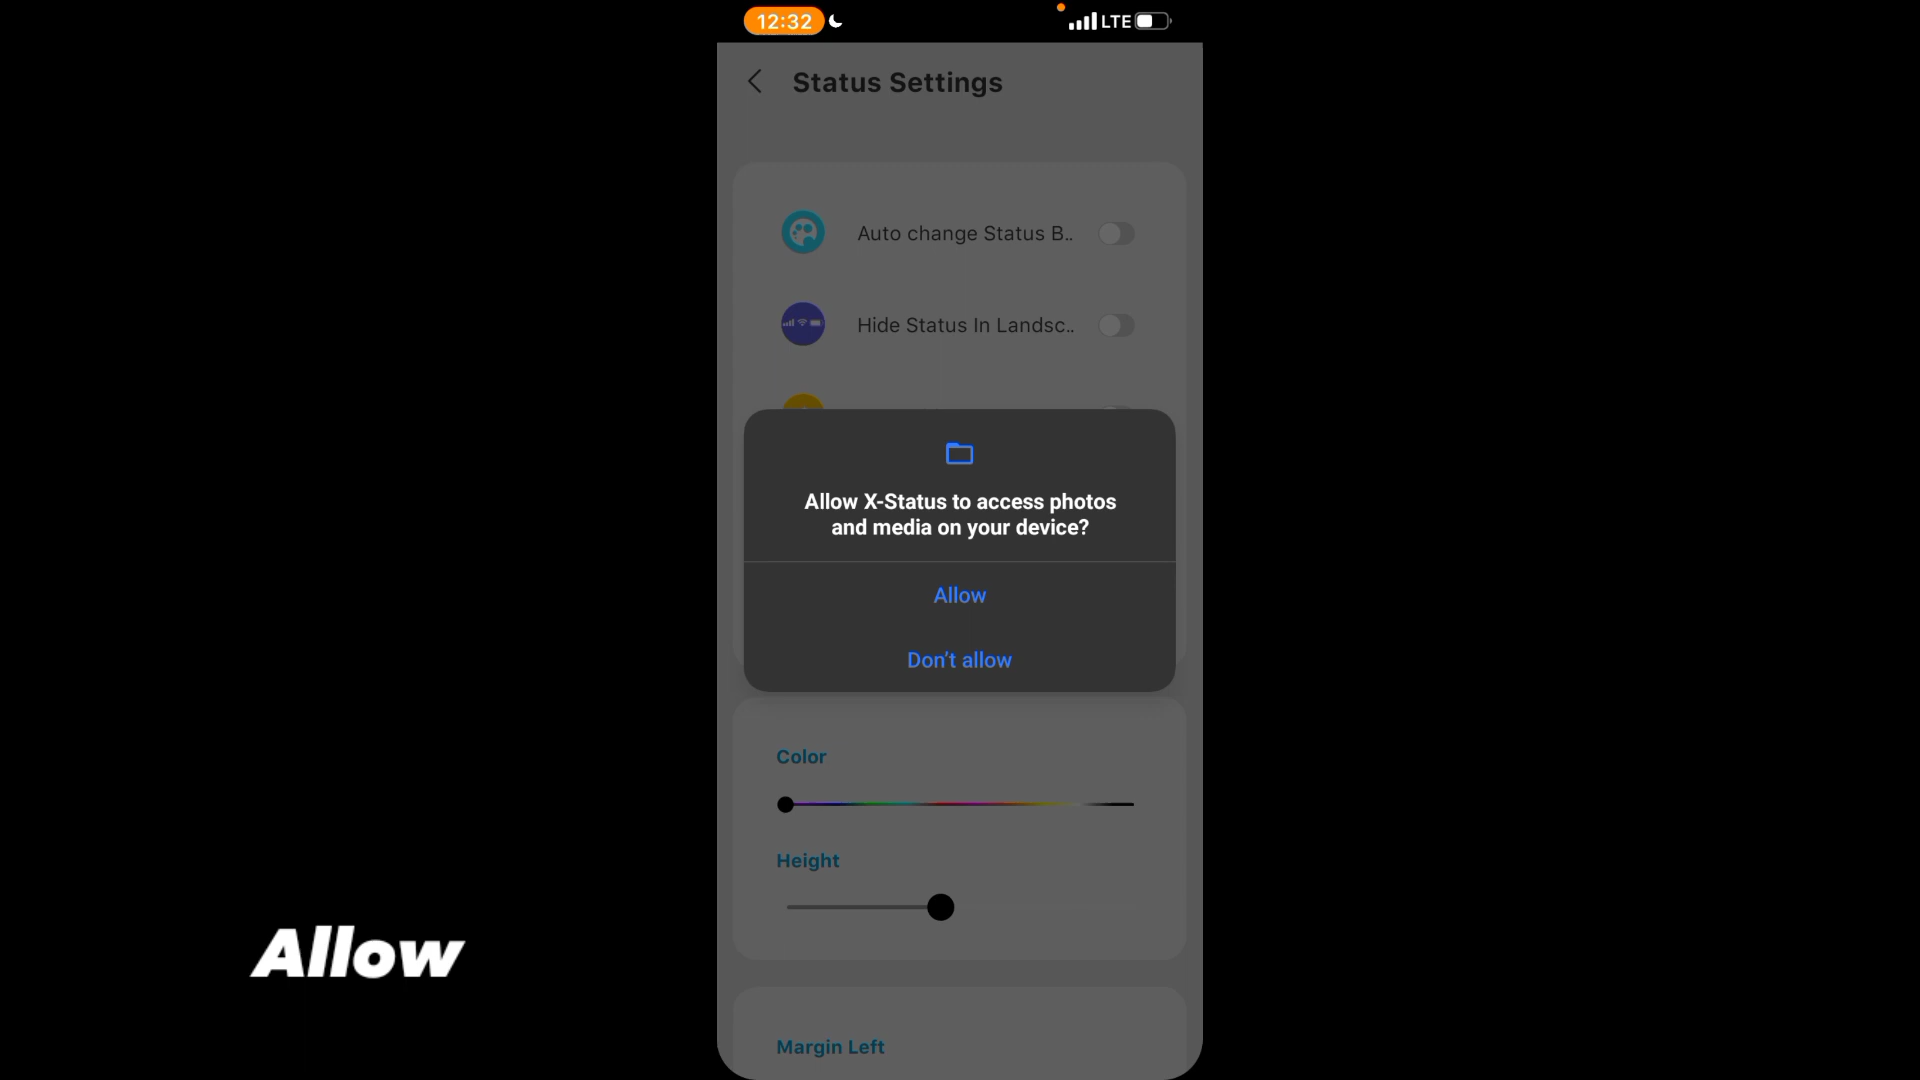 12:32
LTE
Status Settings
Auto change Status B..
Hide Status In Landsc..
Allow X-Status to access photos
and media on your device?
Allow
Don’t allow
Color
Height
Allow
Margin Left